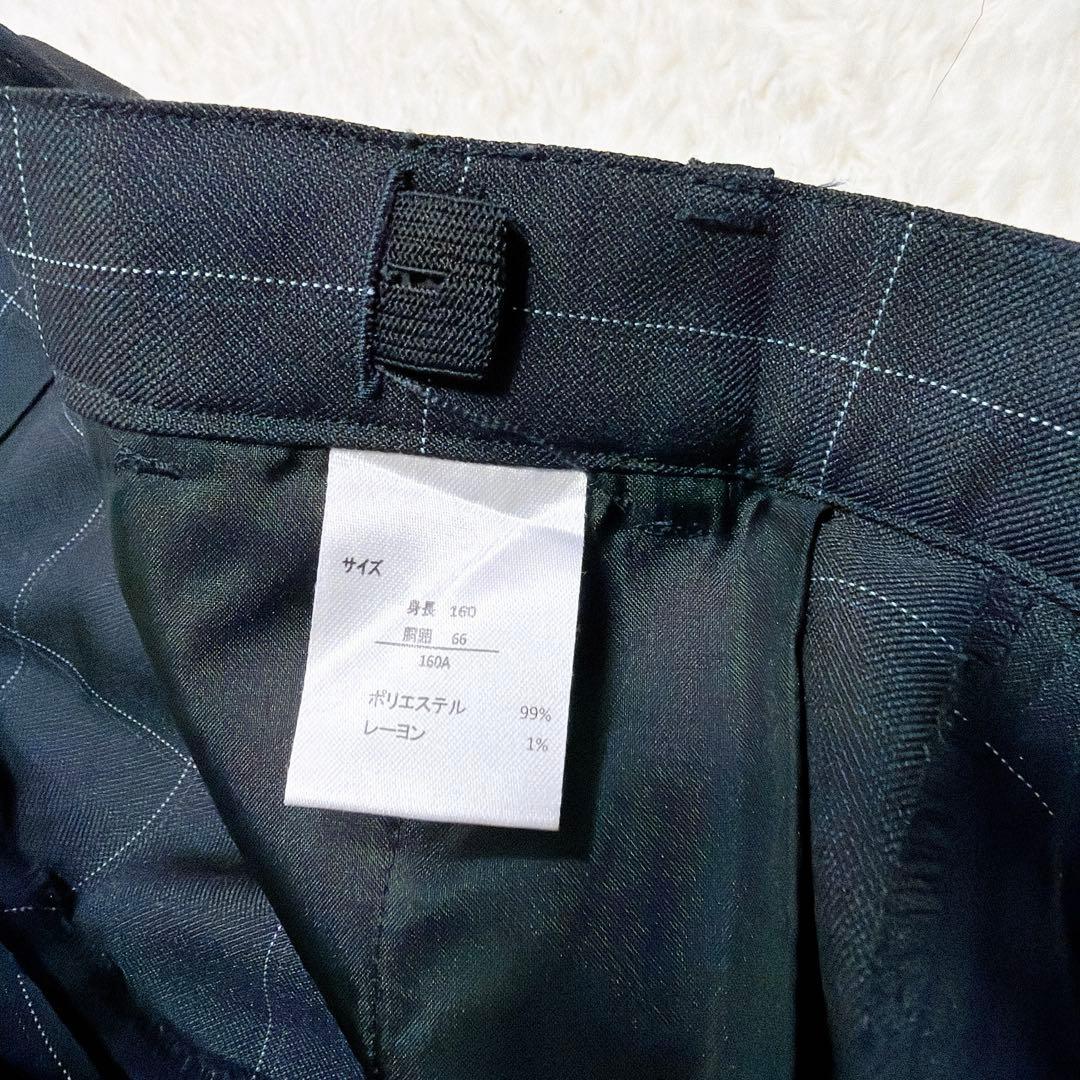 サイズ
身長 160
胴囲 66
160A
ポリエステル 99%
レーヨン 1%